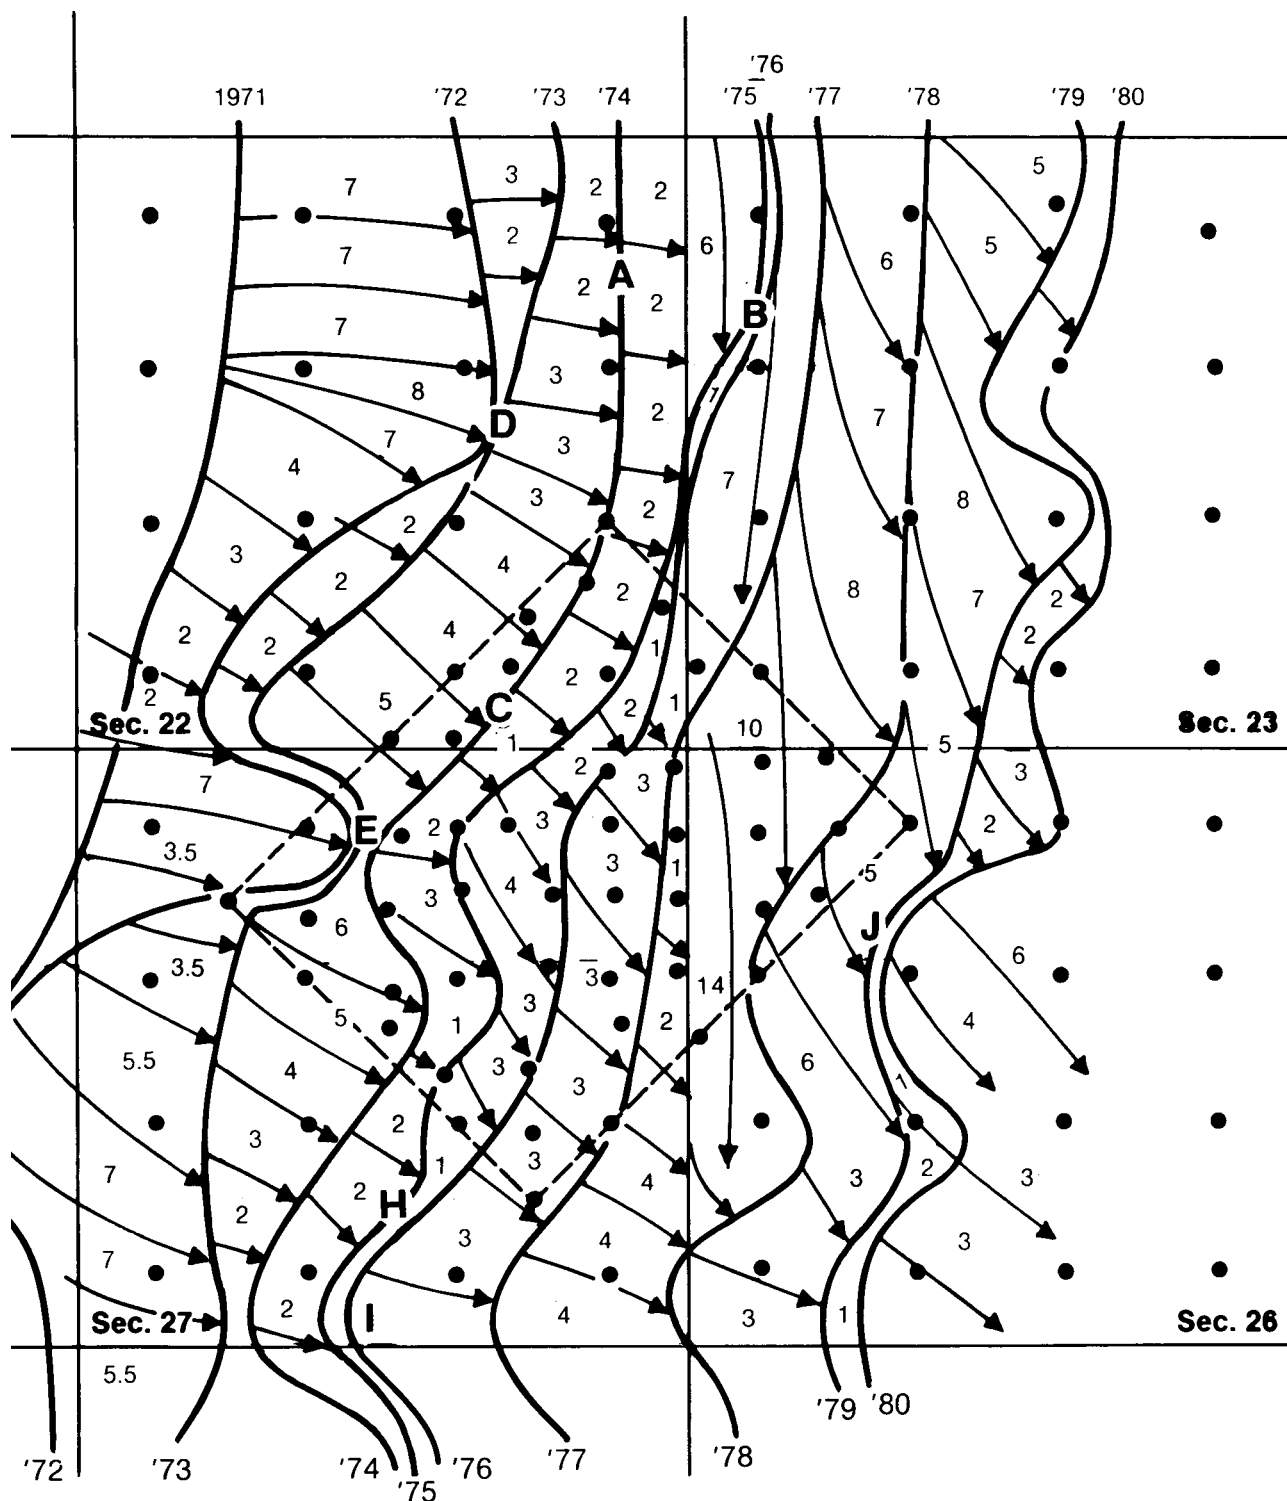 '76
1971 '72 '73 '74 '75 '77 '78 '79 '80
3 5
7 2 2
2 6 5
7 6
A
2 2
B
7
3
8 1
2 7
D
7 3
4 3 7 8
2 2
3 4
2 2 8 7 2
4 2
2 2 1
2 5 2 1
C 2
Sec. 22 10 Sec. 23
1 5
2 3 3
7
E 2 3 2
3.5 3 1 5
4
3
6 J
3.5 3 6
14
5 1 3 2 4
5.5 4 3 3 6
1
2
3 3
7 2 1 4 3 2 3
H
2
7 3 4 3
Sec. 27 2 I 4 3 1 Sec. 26
5.5
'79 '80
'72 '73 '74 '75 '76 '77 '78